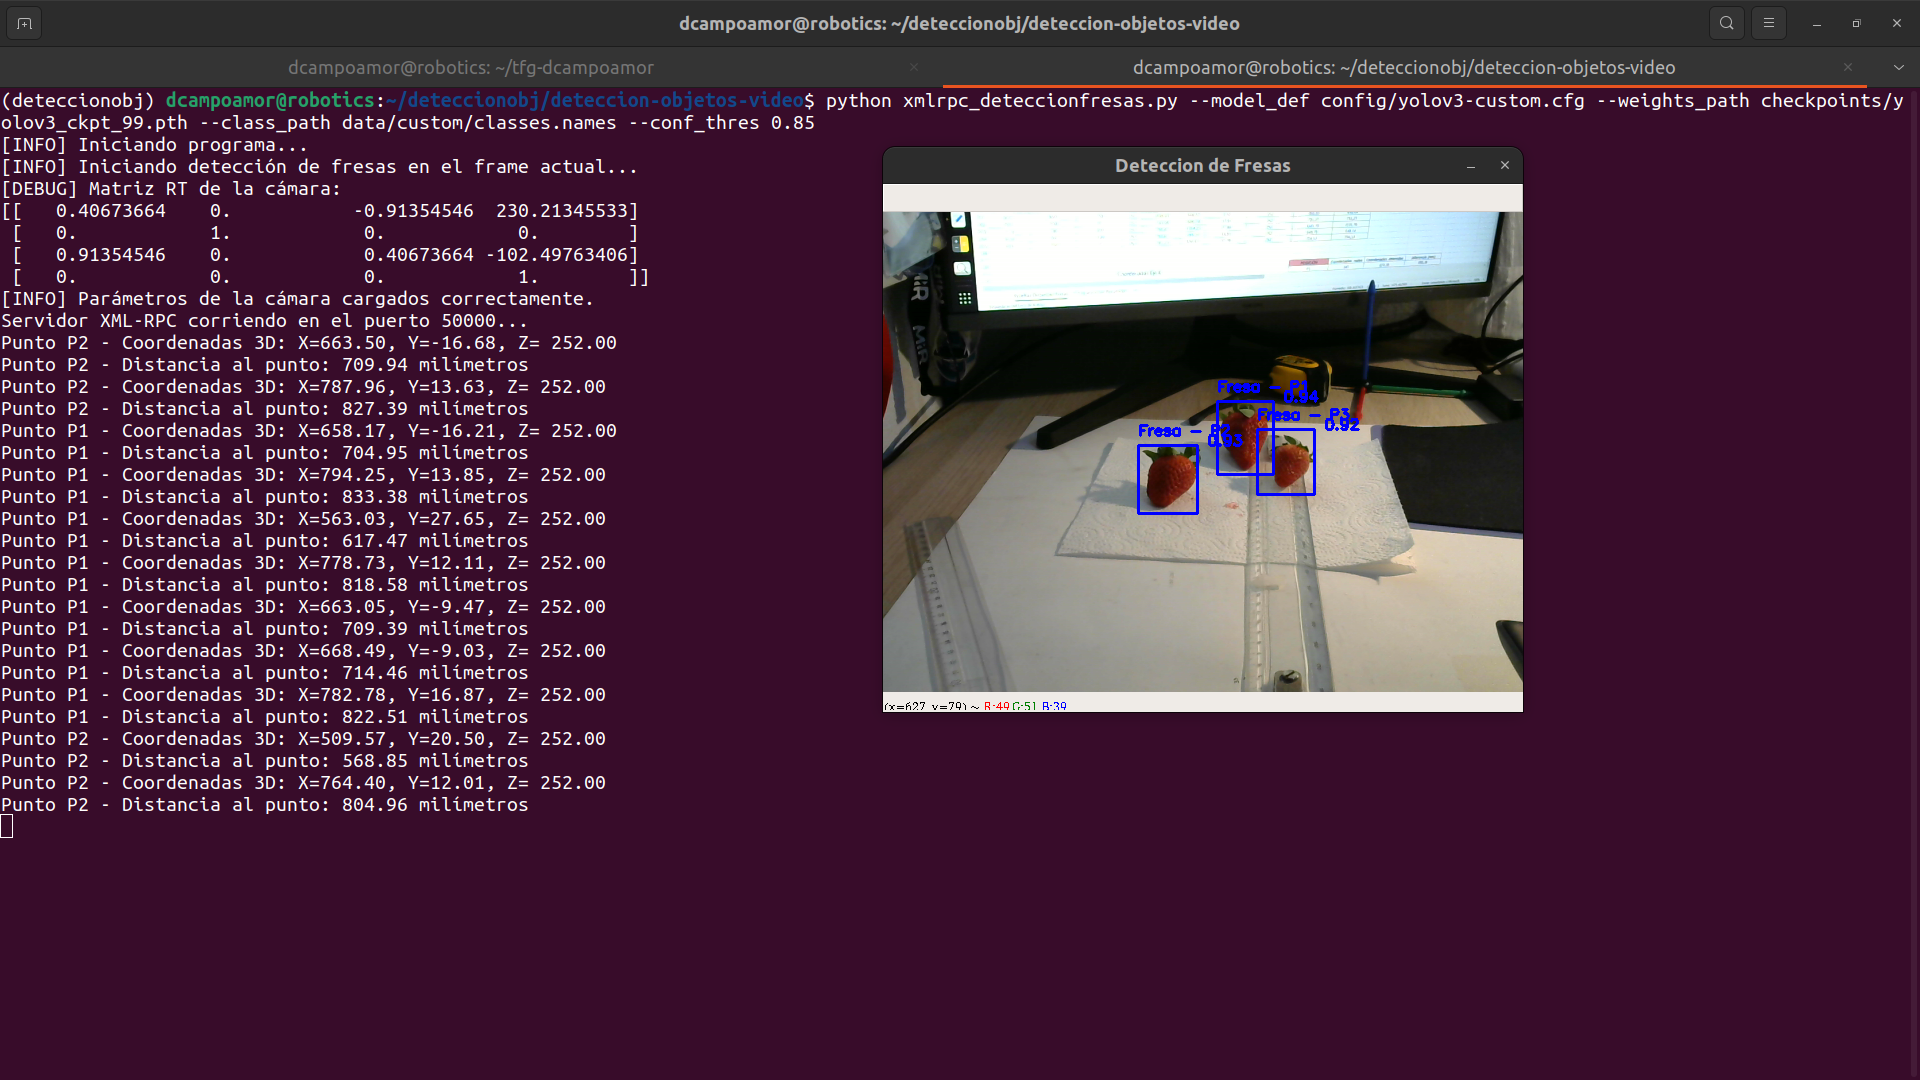 dcampoamor@robotics: ~/deteccionobj/deteccion-objetos-video
dcampoamor@robotics: ~/tfg-dcampoamor
dcampoamor@robotics: ~/deteccionobj/deteccion-objetos-video
(deteccionobj) dcampoamor@robotics:~/deteccionobj/deteccion-objetos-video$ python xmlrpc_deteccionfresas.py --model_def config/yolov3-custom.cfg --weights_path checkpoints/y
olov3_ckpt_99.pth --class_path data/custom/classes.names --conf_thres 0.85
[INFO] Iniciando programa...
[INFO] Iniciando detección de fresas en el frame actual...
[DEBUG] Matriz RT de la cámara:
[[ 0.40673664 0. -0.91354546 230.21345533]
[ 0. 1. 0. 0. ]
[ 0.91354546 0. 0.40673664 -102.49763406]
[ 0. 0. 0. 1. ]]
[INFO] Parámetros de la cámara cargados correctamente.
Servidor XML-RPC corriendo en el puerto 50000...
Punto P2 - Coordenadas 3D: X=663.50, Y=-16.68, Z= 252.00
Punto P2 - Distancia al punto: 709.94 milímetros
Punto P2 - Coordenadas 3D: X=787.96, Y=13.63, Z= 252.00
Punto P2 - Distancia al punto: 827.39 milímetros
Punto P1 - Coordenadas 3D: X=658.17, Y=-16.21, Z= 252.00
Punto P1 - Distancia al punto: 704.95 milímetros
Punto P1 - Coordenadas 3D: X=794.25, Y=13.85, Z= 252.00
Punto P1 - Distancia al punto: 833.38 milímetros
Punto P1 - Coordenadas 3D: X=563.03, Y=27.65, Z= 252.00
Punto P1 - Distancia al punto: 617.47 milímetros
Punto P1 - Coordenadas 3D: X=778.73, Y=12.11, Z= 252.00
Punto P1 - Distancia al punto: 818.58 milímetros
Punto P1 - Coordenadas 3D: X=663.05, Y=-9.47, Z= 252.00
Punto P1 - Distancia al punto: 709.39 milímetros
Punto P1 - Coordenadas 3D: X=668.49, Y=-9.03, Z= 252.00
Punto P1 - Distancia al punto: 714.46 milímetros
Punto P1 - Coordenadas 3D: X=782.78, Y=16.87, Z= 252.00
Punto P1 - Distancia al punto: 822.51 milímetros
Punto P2 - Coordenadas 3D: X=509.57, Y=20.50, Z= 252.00
Punto P2 - Distancia al punto: 568.85 milímetros
Punto P2 - Coordenadas 3D: X=764.40, Y=12.01, Z= 252.00
Punto P2 - Distancia al punto: 804.96 milímetros
Deteccion de Fresas
Fresa - P1
0.94
Fresa - P3
0.92
Fresa - P2
0.93
(x=627, y=79) ~ R:49 G:51 B:39